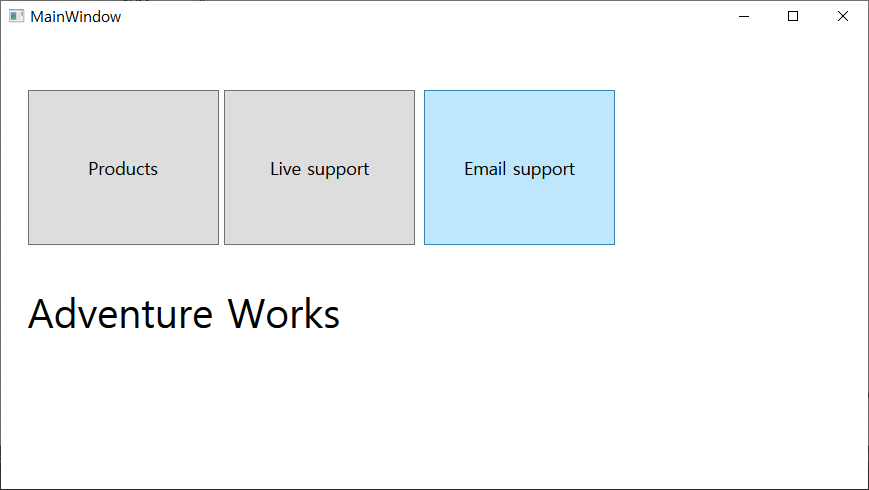 MainWindow
Products
Live support
Email support
Adventure Works